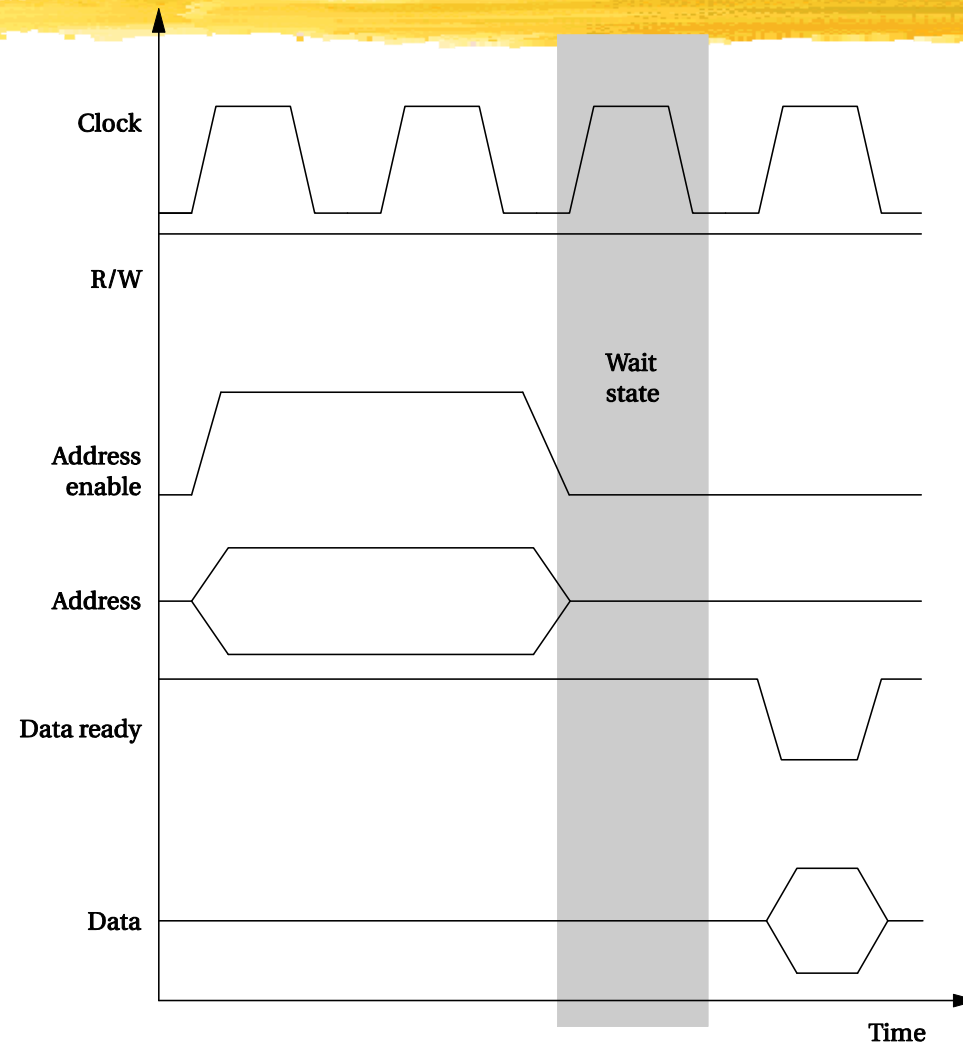 Clock
R/W
Wait
state
Address
enable
Address
Data ready
Data
Time